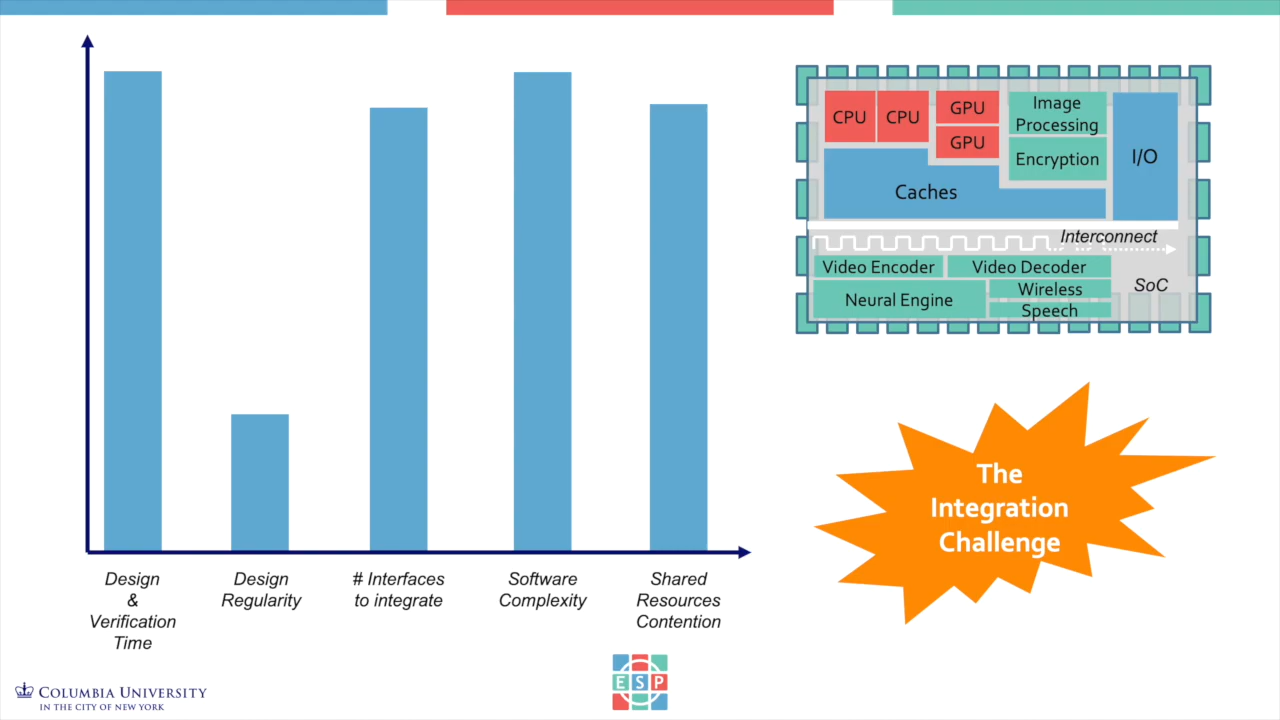 Design
&
Verification
Time
Design
Regularity
# Interfaces
to integrate
Software
Complexity
Shared
Resources
Contention
CPU
CPU
GPU
GPU
Image
Processing
Encryption
I/O
Caches
Interconnect
Video Encoder
Video Decoder
Neural Engine
Wireless
Speech
SoC
The
Integration
Challenge
COLUMBIA UNIVERSITY
IN THE CITY OF NEW YORK
ESP